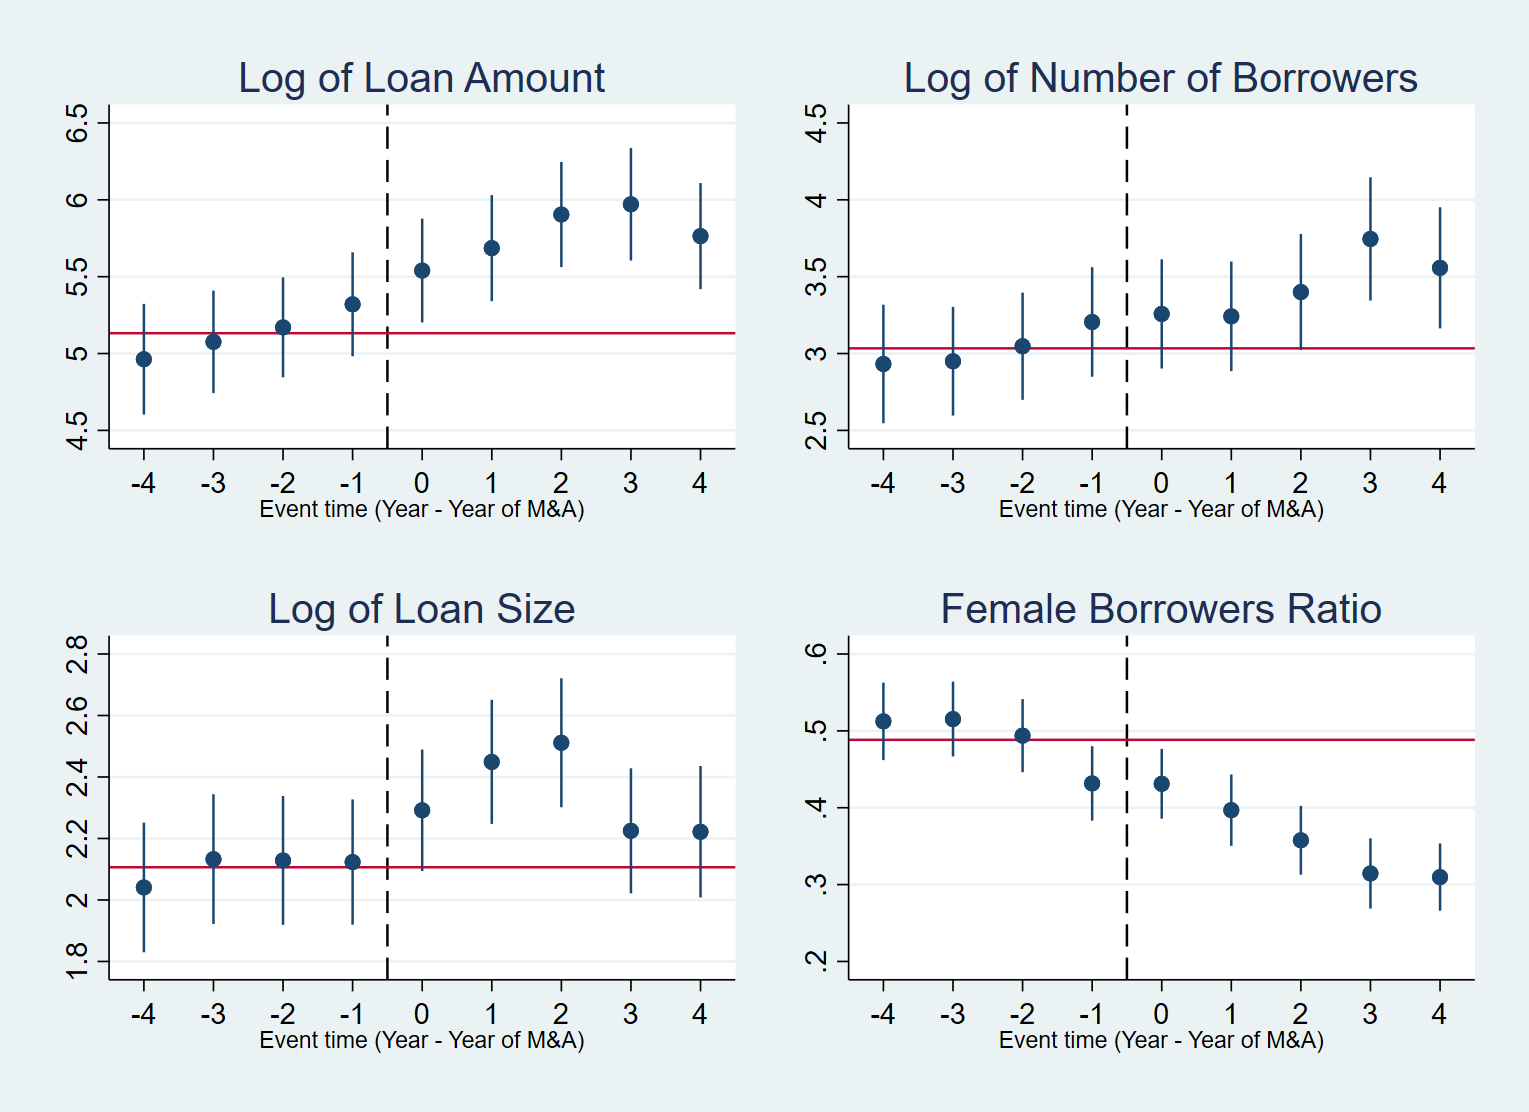 Log of Loan Amount
6.5
6
5.5
5
4.5
-4 -3 -2 -1 0 1 2 3 4
Event time (Year - Year of M&A)
Log of Number of Borrowers
4.5
4
3.5
3
2.5
-4 -3 -2 -1 0 1 2 3 4
Event time (Year - Year of M&A)
Log of Loan Size
2.8
2.6
2.4
2.2
2
1.8
-4 -3 -2 -1 0 1 2 3 4
Event time (Year - Year of M&A)
Female Borrowers Ratio
.6
.5
.4
.3
.2
-4 -3 -2 -1 0 1 2 3 4
Event time (Year - Year of M&A)